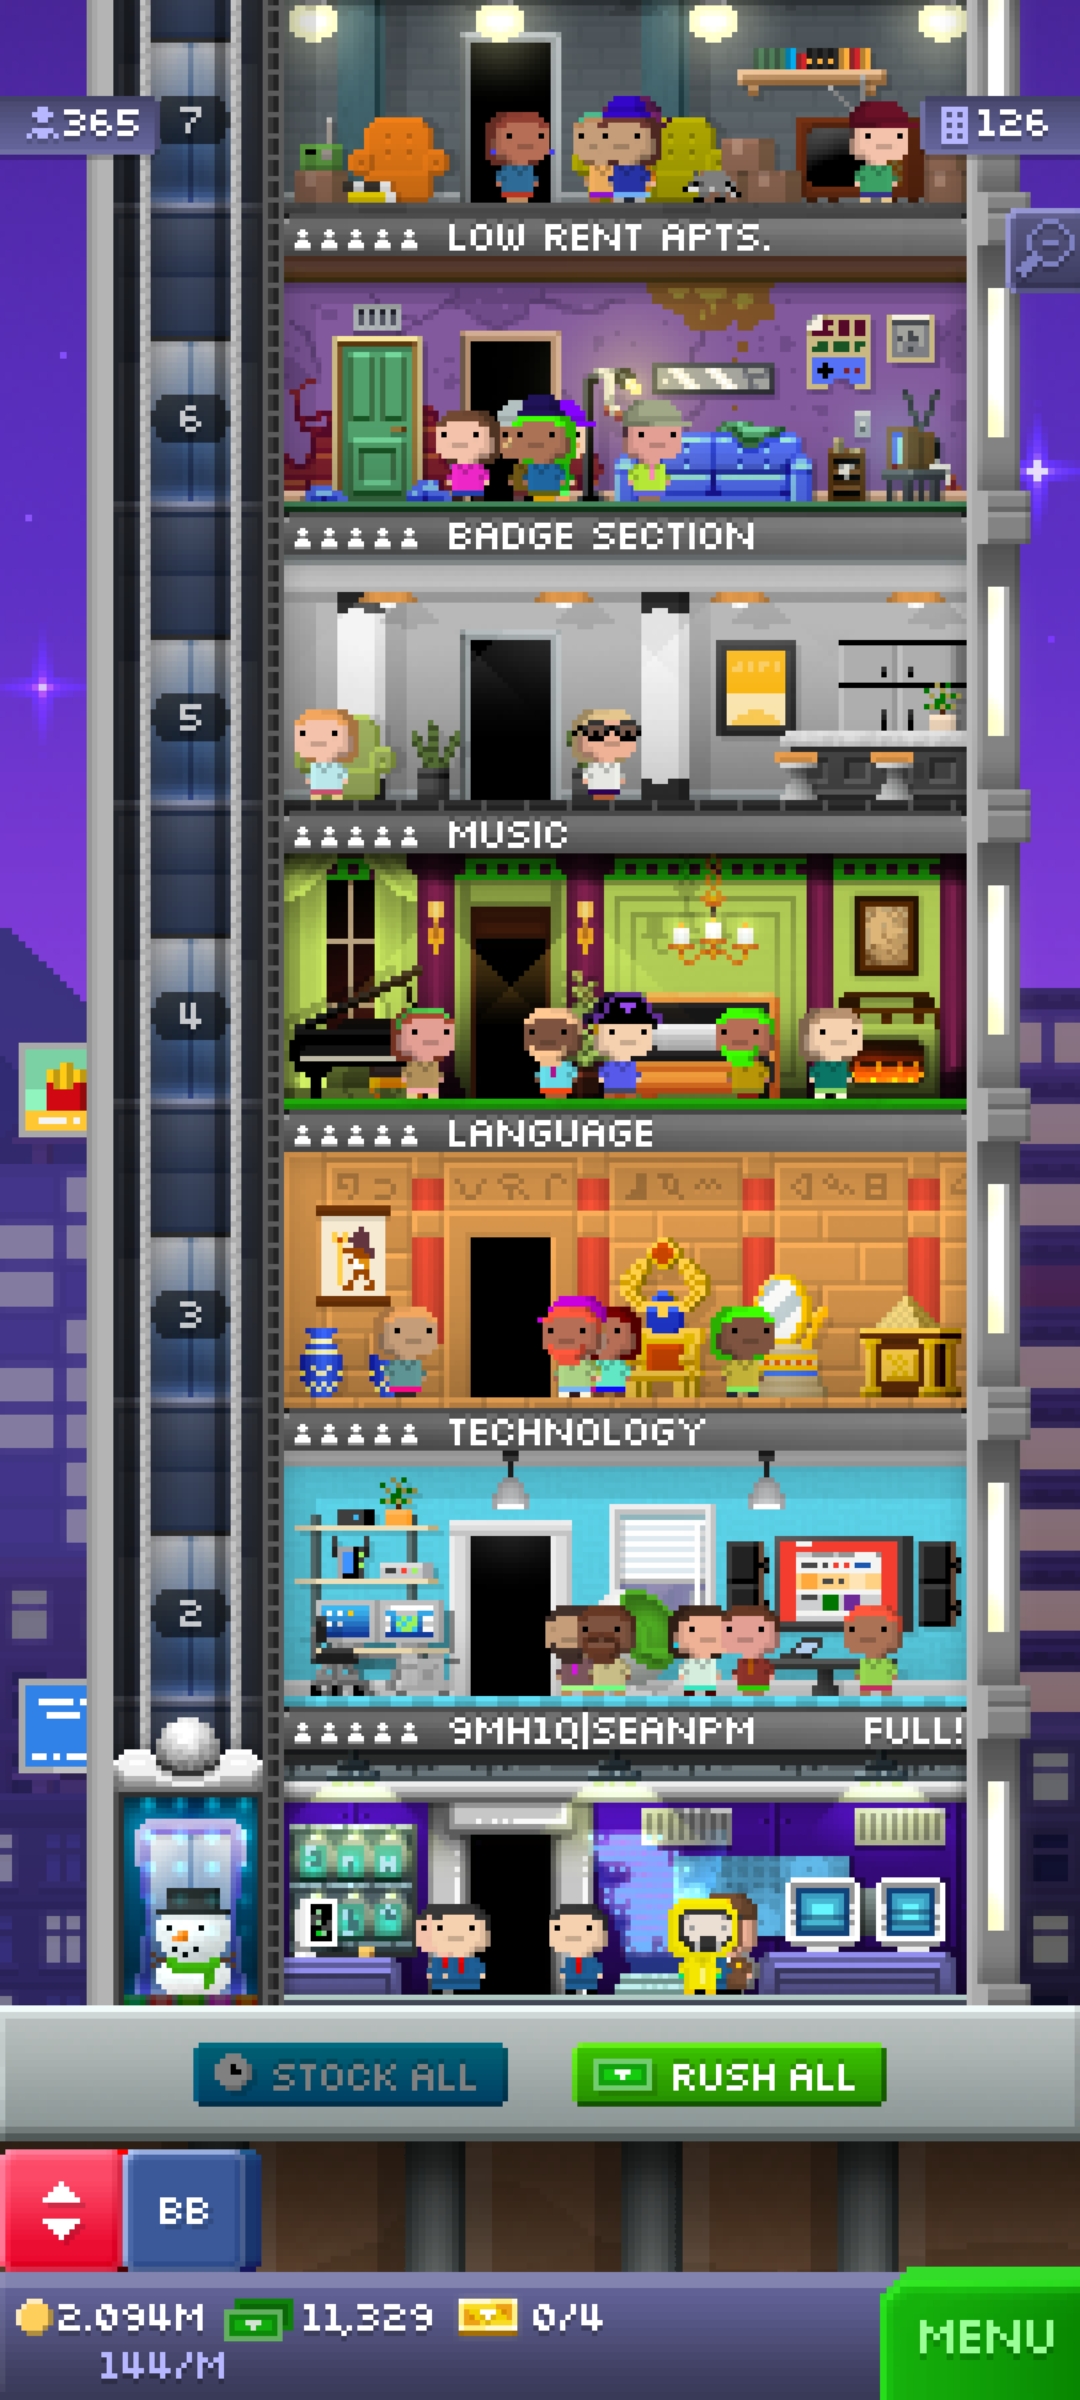 7
365
126
LOW RENT APTS.
6
BADGE SECTION
5
MUSIC
4
LANGUAGE
3
TECHNOLOGY
2
9MH1Q|SEANPM FULL!
STOCK ALL
RUSH ALL
BB
2.094M 11,329 0/4
144/M
MENU